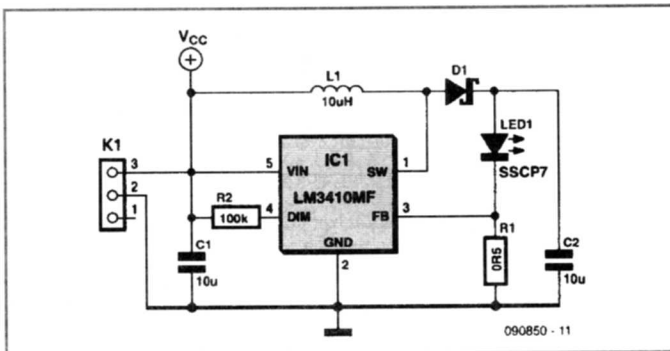 VCC
L1
10uH
D1
LED1
SSCP7
K1
3
2
1
5
VIN
IC1
SW
1
LM3410MF
R2
100k
4
DIM
FB
3
GND
2
R1
0R5
C1
10u
C2
10u
090850 - 11